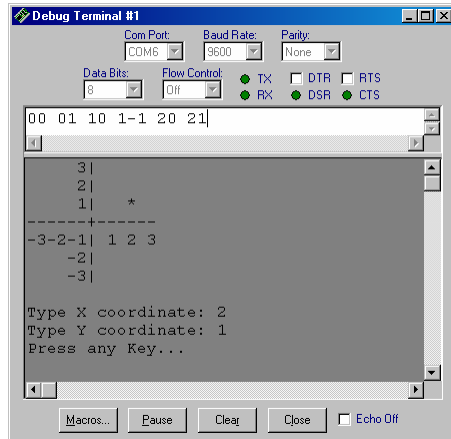 Debug Terminal #1
Com Port: Baud Rate: Parity:
COM6 9600 None
Data Bits: Flow Control: TX DTR RTS
8 Off RX DSR CTS
00 01 10 1-1 20 21
3|
2|
1|   *
------+------
-3-2-1| 1 2 3
-2|
-3|
Type X coordinate: 2
Type Y coordinate: 1
Press any Key...
Macros... Pause Clear Close Echo Off